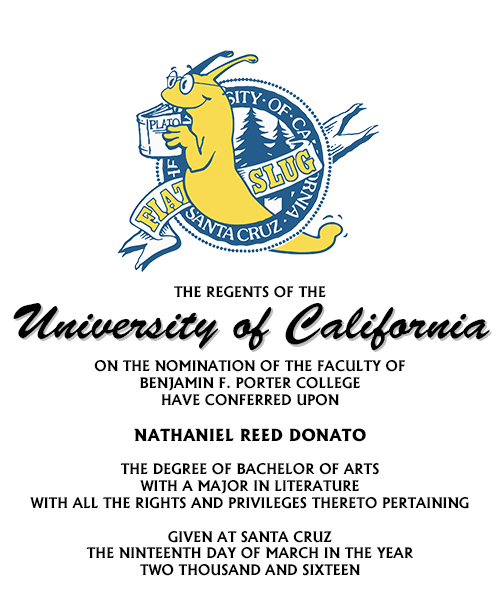 PLATO
THE UNIVERSITY · OF · CALIFORNIA ·
FIAT SLUG
SANTA CRUZ
THE REGENTS OF THE
University of California
ON THE NOMINATION OF THE FACULTY OF
BENJAMIN F. PORTER COLLEGE
HAVE CONFERRED UPON
NATHANIEL REED DONATO
THE DEGREE OF BACHELOR OF ARTS
WITH A MAJOR IN LITERATURE
WITH ALL THE RIGHTS AND PRIVILEGES THERETO PERTAINING
GIVEN AT SANTA CRUZ
THE NINTEENTH DAY OF MARCH IN THE YEAR
TWO THOUSAND AND SIXTEEN